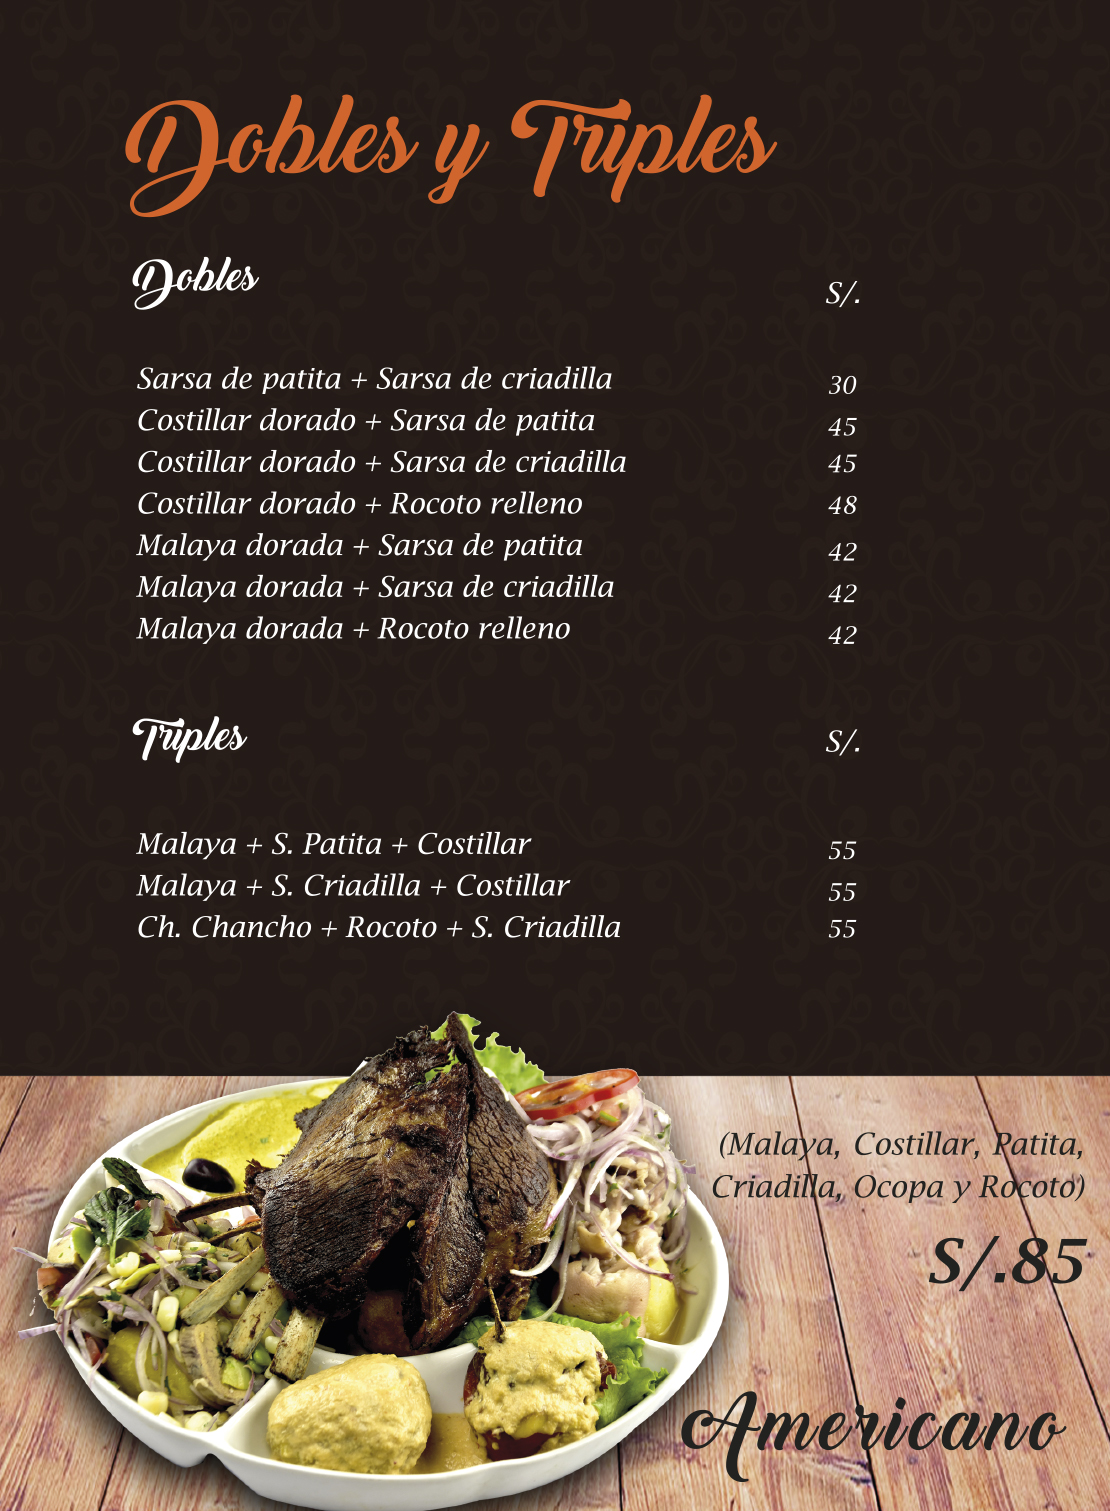 Dobles y Triples
Dobles S/.
Sarsa de patita + Sarsa de criadilla 30
Costillar dorado + Sarsa de patita 45
Costillar dorado + Sarsa de criadilla 45
Costillar dorado + Rocoto relleno 48
Malaya dorada + Sarsa de patita 42
Malaya dorada + Sarsa de criadilla 42
Malaya dorada + Rocoto relleno 42
Triples S/.
Malaya + S. Patita + Costillar 55
Malaya + S. Criadilla + Costillar 55
Ch. Chancho + Rocoto + S. Criadilla 55
(Malaya, Costillar, Patita,
Criadilla, Ocopa y Rocoto)
S/.85
Americano